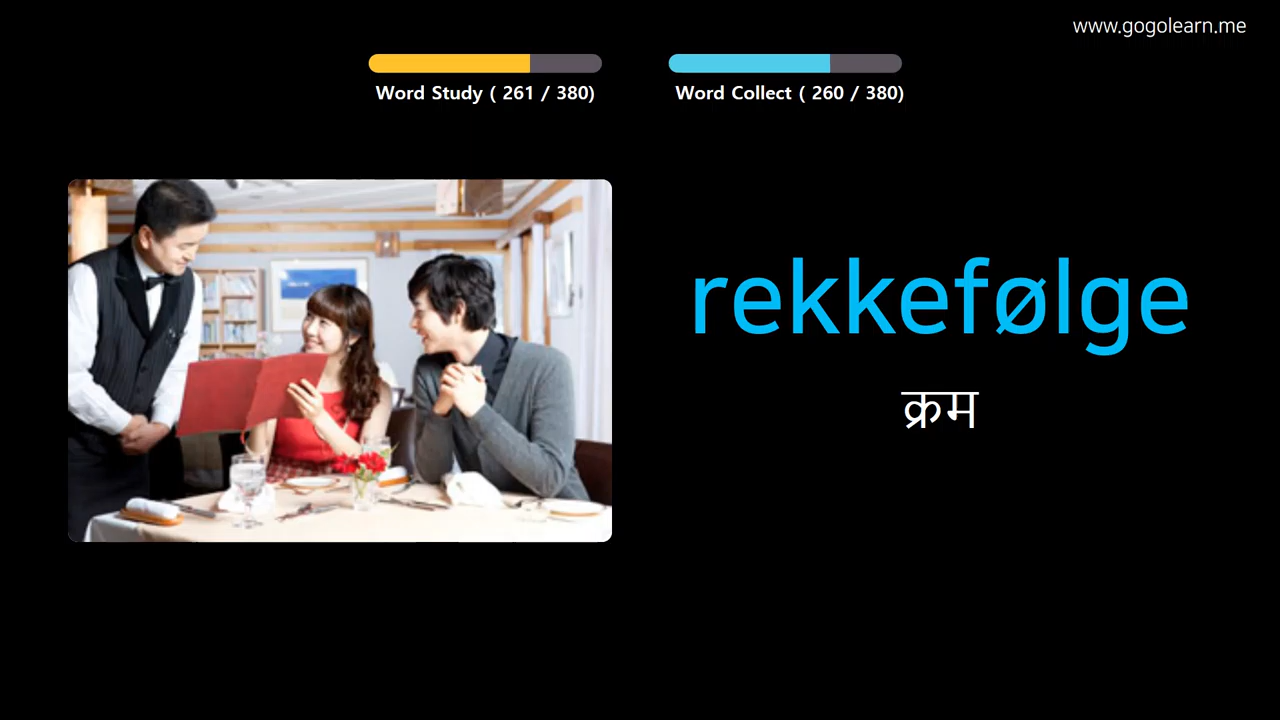 www.gogolearn.me
Word Study ( 261 / 380)
Word Collect ( 260 / 380)
rekkefølge
क्रम